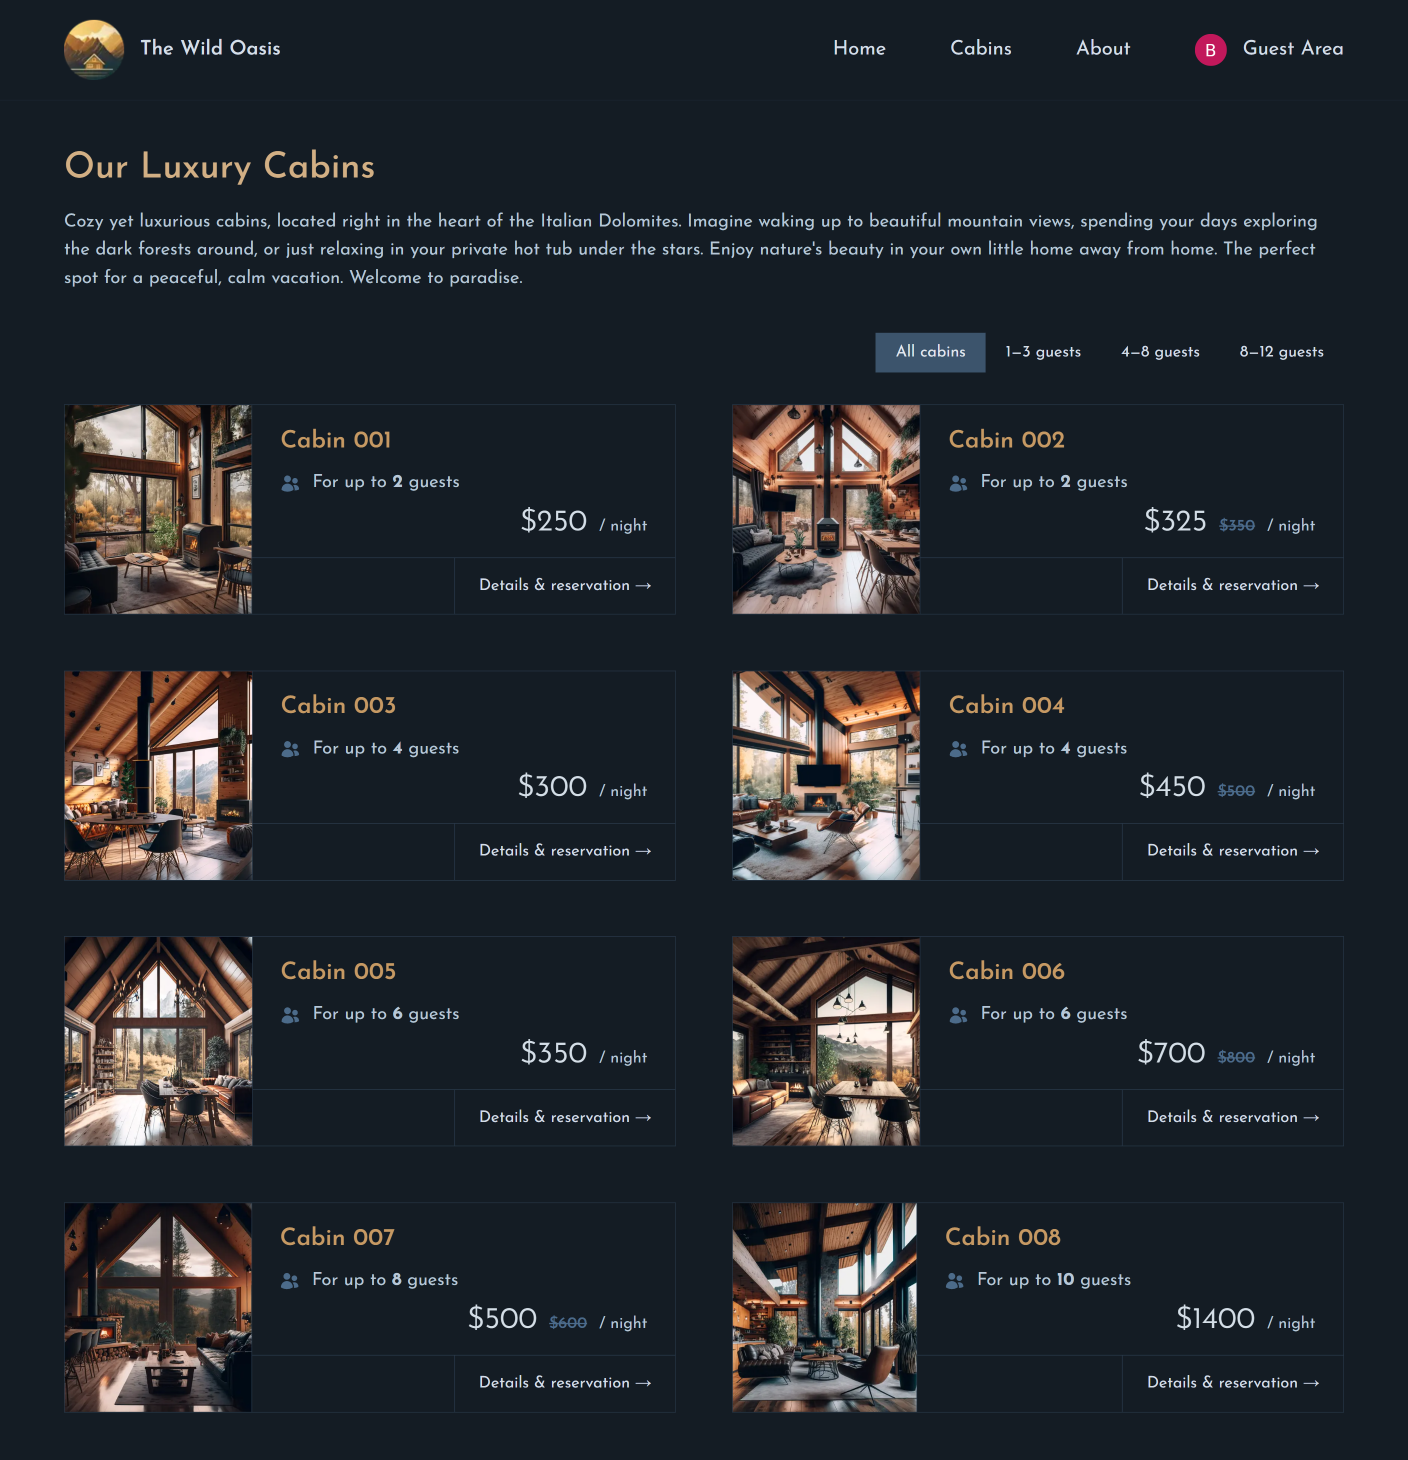 The Wild Oasis
Home
Cabins
About
B
Guest Area
Our Luxury Cabins
Cozy yet luxurious cabins, located right in the heart of the Italian Dolomites. Imagine waking up to beautiful mountain views, spending your days exploring
the dark forests around, or just relaxing in your private hot tub under the stars. Enjoy nature's beauty in your own little home away from home. The perfect
spot for a peaceful, calm vacation. Welcome to paradise.
All cabins
1—3 guests
4—8 guests
8—12 guests
Cabin 001
For up to 2 guests
$250 / night
Details & reservation →
Cabin 002
For up to 2 guests
$325 $350 / night
Details & reservation →
Cabin 003
For up to 4 guests
$300 / night
Details & reservation →
Cabin 004
For up to 4 guests
$450 $500 / night
Details & reservation →
Cabin 005
For up to 6 guests
$350 / night
Details & reservation →
Cabin 006
For up to 6 guests
$700 $800 / night
Details & reservation →
Cabin 007
For up to 8 guests
$500 $600 / night
Details & reservation →
Cabin 008
For up to 10 guests
$1400 / night
Details & reservation →